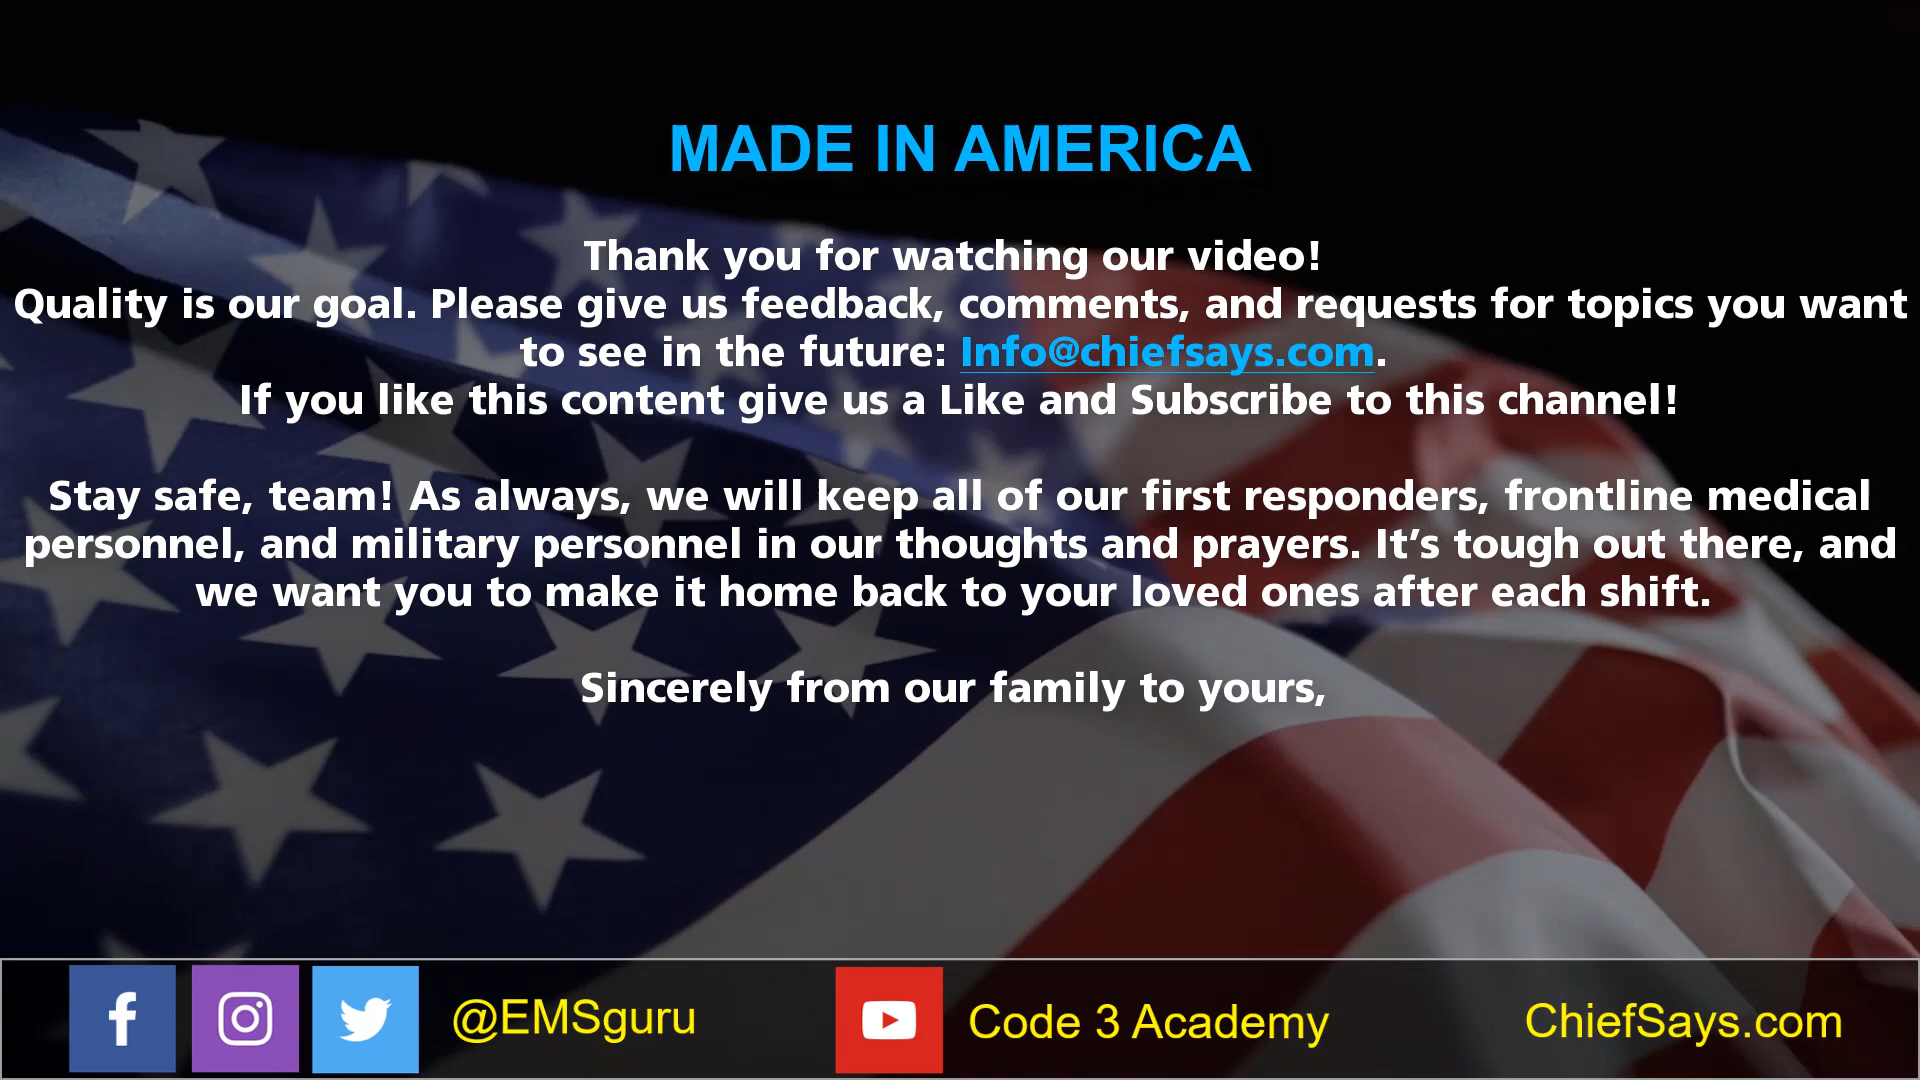 MADE IN AMERICA
Thank you for watching our video!
Quality is our goal. Please give us feedback, comments, and requests for topics you want
to see in the future: Info@chiefsays.com.
If you like this content give us a Like and Subscribe to this channel!
Stay safe, team! As always, we will keep all of our first responders, frontline medical
personnel, and military personnel in our thoughts and prayers. It’s tough out there, and
we want you to make it home back to your loved ones after each shift.
Sincerely from our family to yours,
@EMSguru
Code 3 Academy
ChiefSays.com